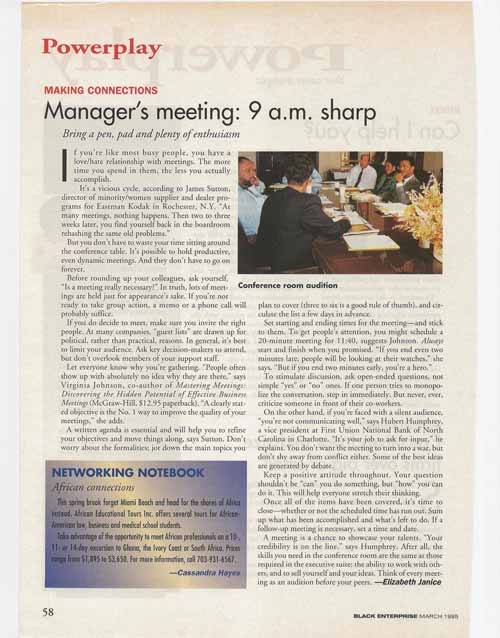 Powerplay
MAKING CONNECTIONS
Manager's meeting: 9 a.m. sharp
Bring a pen, pad and plenty of enthusiasm
If you're like most busy people, you have a
love/hate relationship with meetings. The more
time you spend in them, the less you actually
accomplish.
It's a vicious cycle, according to James Sutton,
director of minority/women supplier and dealer pro-
grams for Eastman Kodak in Rochester, N.Y. "At
many meetings, nothing happens. Then two to three
weeks later, you find yourself back in the boardroom
rehashing the same old problems."
But you don't have to waste your time sitting around
the conference table. It's possible to hold productive,
even dynamic meetings. And they don't have to go on
forever.
Before rounding up your colleagues, ask yourself,
"Is a meeting really necessary?" In truth, lots of meet-
ings are held just for appearance's sake. If you're not
ready to take group action, a memo or a phone call will
probably suffice.
If you do decide to meet, make sure you invite the right
people. At many companies, "guest lists" are drawn up for
political, rather than practical, reasons. In general, it's best
to limit your audience. Ask key decision-makers to attend,
but don't overlook members of your support staff.
Let everyone know why you're gathering. "People often
show up with absolutely no idea why they are there," says
Virginia Johnson, co-author of Mastering Meetings:
Discovering the Hidden Potential of Effective Business
Meetings (McGraw-Hill, $12.95 paperback). "A clearly stat-
ed objective is the No. 1 way to improve the quality of your
meetings," she adds.
A written agenda is essential and will help you to refine
your objectives and move things along, says Sutton. Don't
worry about the formalities; jot down the main topics you
NETWORKING NOTEBOOK
African connections
This spring break forget Miami Beach and head for the shores of Africa
instead. African Educational Tours Inc. offers several tours for African-
American law, business and medical school students.
Take advantage of the opportunity to meet African professionals on a 10-,
11- or 14-day excursion to Ghana, the Ivory Coast or South Africa. Prices
range from $1,895 to $3,650. For more information, call 703-931-6567.
—Cassandra Hayes
Conference room audition
plan to cover (three to six is a good rule of thumb), and cir-
culate the list a few days in advance.
Set starting and ending times for the meeting—and stick
to them. To get people's attention, you might schedule a
20-minute meeting for 11:40, suggests Johnson. Always
start and finish when you promised. "If you end even two
minutes late, people will be looking at their watches," she
says. "But if you end two minutes early, you're a hero."
To stimulate discussion, ask open-ended questions, not
simple "yes" or "no" ones. If one person tries to monopo-
lize the conversation, step in immediately. But never, ever,
criticize someone in front of their co-workers.
On the other hand, if you're faced with a silent audience,
"you're not communicating well," says Hubert Humphrey,
a vice president at First Union National Bank of North
Carolina in Charlotte. "It's your job to ask for input," he
explains. You don't want the meeting to turn into a war, but
don't shy away from conflict either. Some of the best ideas
are generated by debate.
Keep a positive attitude throughout. Your question
shouldn't be "can" you do something, but "how" you can
do it. This will help everyone stretch their thinking.
Once all of the items have been covered, it's time to
close—whether or not the scheduled time has run out. Sum
up what has been accomplished and what's left to do. If a
follow-up meeting is necessary, set a time and date.
A meeting is a chance to showcase your talents. "Your
credibility is on the line," says Humphrey. After all, the
skills you need in the conference room are the same as those
required in the executive suite: the ability to work with oth-
ers, and to sell yourself and your ideas. Think of every meet-
ing as an audition before your peers. —Elizabeth Janice
58
BLACK ENTERPRISE MARCH 1995